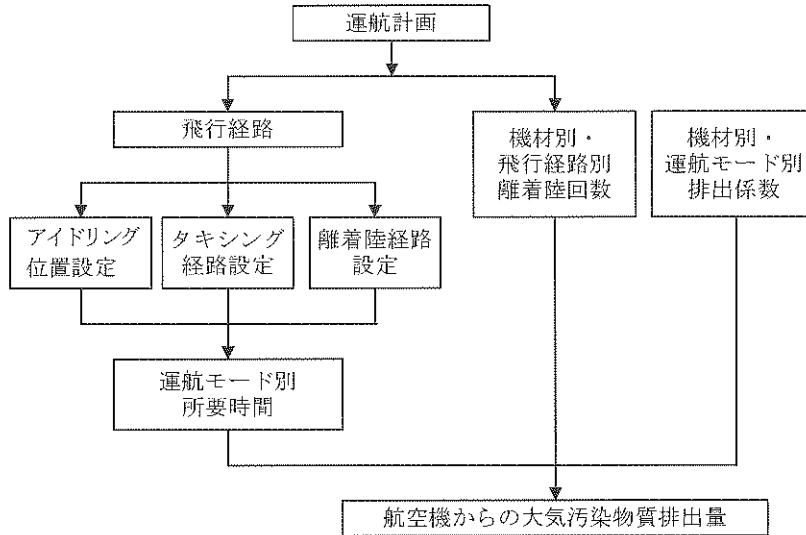 運航計画
飛行経路
機材別・
飛行経路別
離着陸回数
機材別・
運航モード別
排出係数
アイドリング
位置設定
タキシング
経路設定
離着陸経路
設定
運航モード別
所要時間
航空機からの大気汚染物質排出量